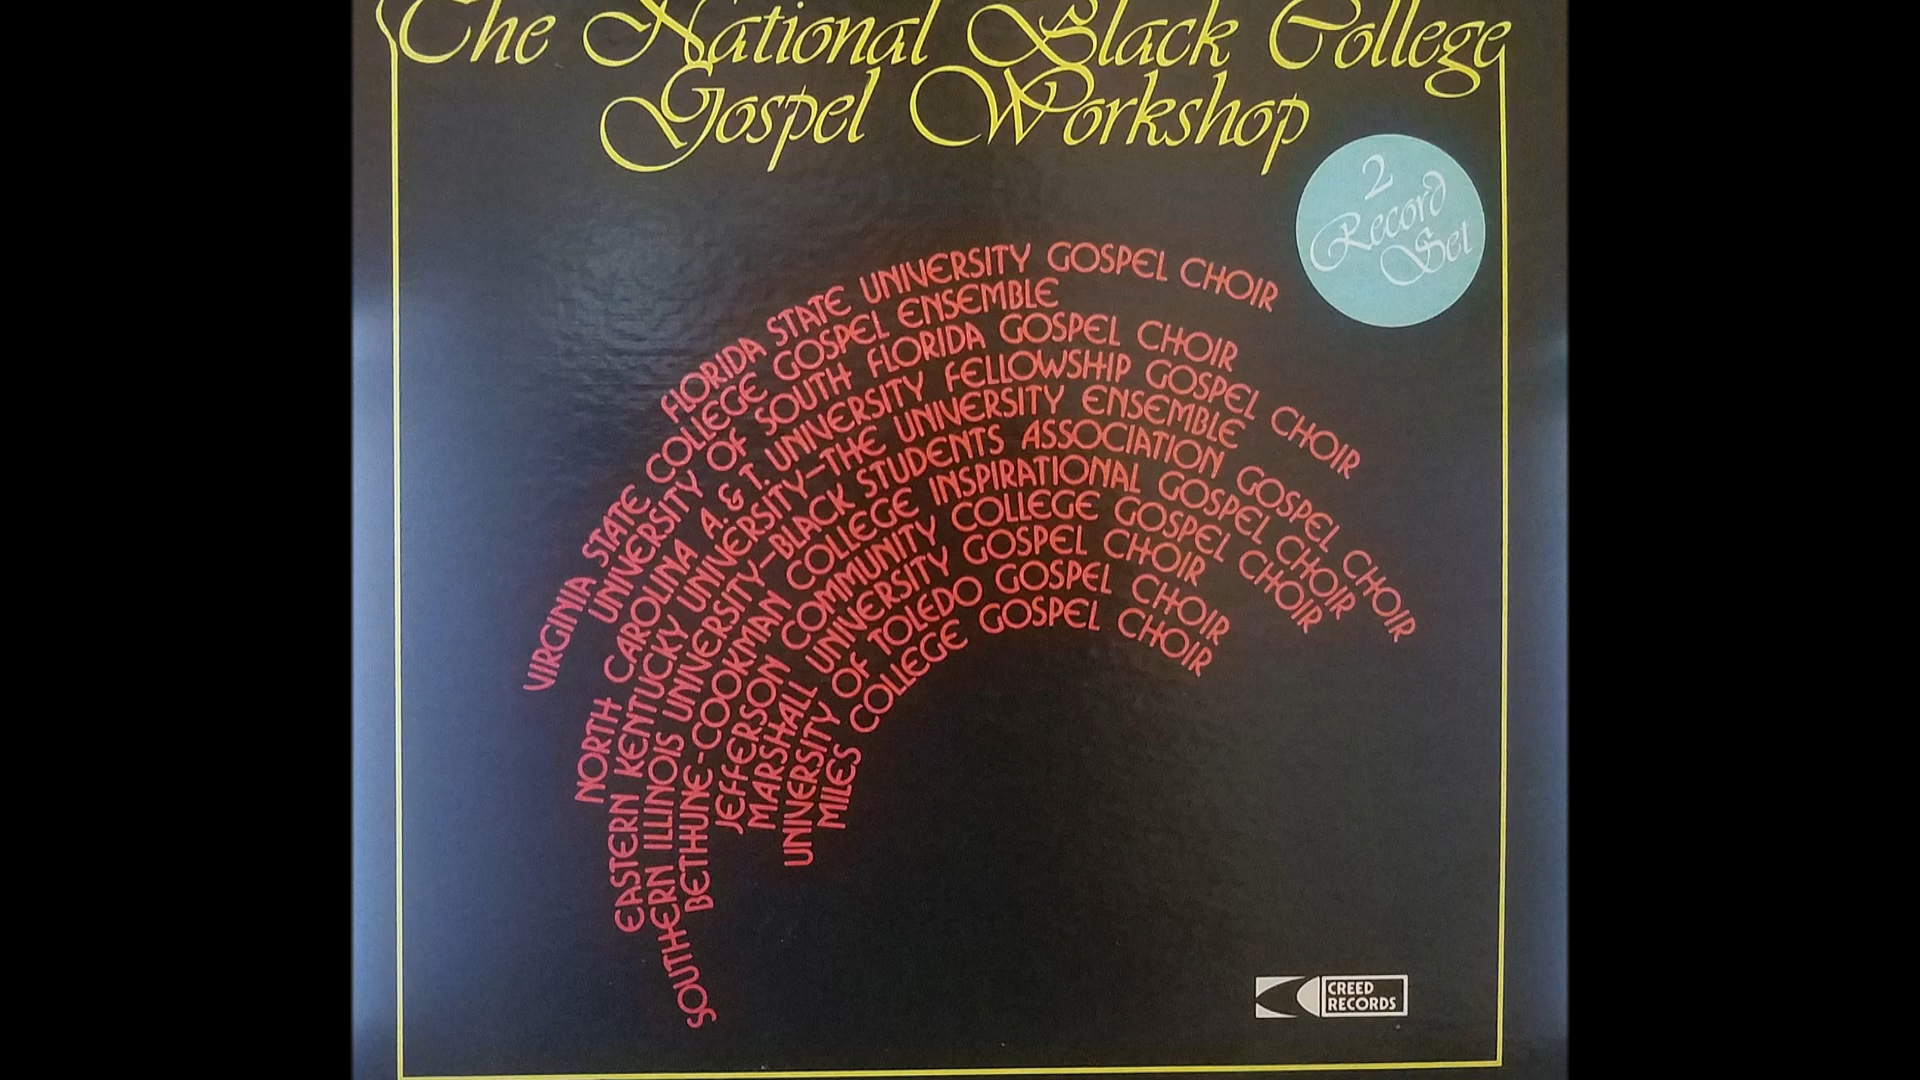 The National Black College
Gospel Workshop
2
Record
Set
FLORIDA STATE UNIVERSITY GOSPEL CHOIR
VIRGINIA STATE COLLEGE GOSPEL ENSEMBLE
UNIVERSITY OF SOUTH FLORIDA GOSPEL CHOIR
NORTH CAROLINA A. & T. UNIVERSITY FELLOWSHIP GOSPEL CHOIR
EASTERN KENTUCKY UNIVERSITY-THE UNIVERSITY ENSEMBLE
SOUTHERN ILLINOIS UNIVERSITY-BLACK STUDENTS ASSOCIATION GOSPEL CHOIR
BETHUNE-COOKMAN COLLEGE INSPIRATIONAL GOSPEL CHOIR
JEFFERSON COMMUNITY COLLEGE GOSPEL CHOIR
MARSHALL UNIVERSITY GOSPEL CHOIR
UNIVERSITY OF TOLEDO GOSPEL CHOIR
MILES COLLEGE GOSPEL CHOIR
CREED
RECORDS